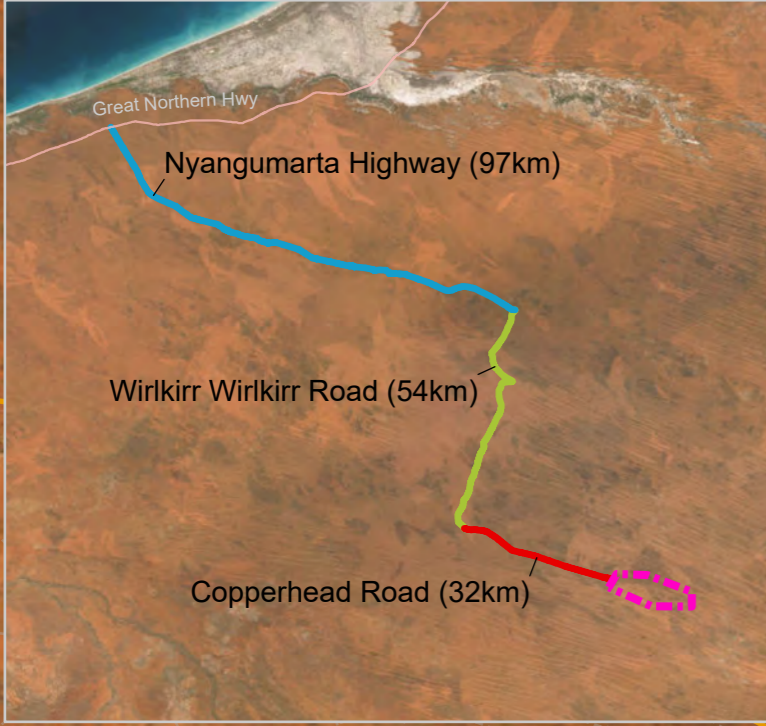 Great Northern Hwy
Nyangumarta Highway (97km)
Wirlkirr Wirlkirr Road (54km)
Copperhead Road (32km)